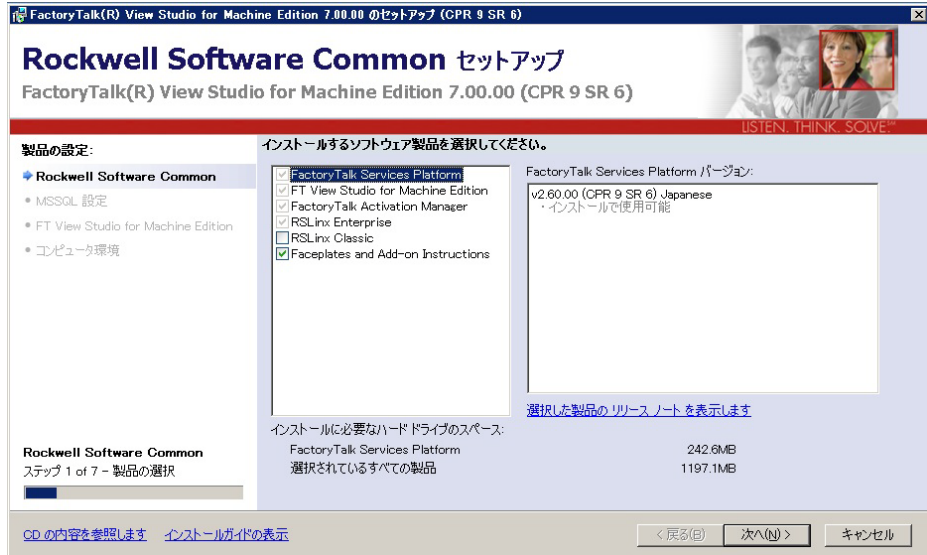 FactoryTalk(R) View Studio for Machine Edition 7.00.00 のセットアップ (CPR 9 SR 6)
Rockwell Software Common セットアップ
FactoryTalk(R) View Studio for Machine Edition 7.00.00 (CPR 9 SR 6)
LISTEN. THINK. SOLVE.℠
製品の設定:
Rockwell Software Common
MSSQL 設定
FT View Studio for Machine Edition
コンピュータ環境
インストールするソフトウェア製品を選択してください。
FactoryTalk Services Platform
FT View Studio for Machine Edition
FactoryTalk Activation Manager
RSLinx Enterprise
RSLinx Classic
Faceplates and Add-on Instructions
FactoryTalk Services Platform バージョン:
v2.60.00 (CPR 9 SR 6) Japanese
・インストールで使用可能
選択した製品の リリース ノート を表示します
インストールに必要なハード ドライブのスペース:
FactoryTalk Services Platform 242.6MB
選択されているすべての製品 1197.1MB
Rockwell Software Common
ステップ 1 of 7 - 製品の選択
CD の内容を参照します インストールガイドの表示
< 戻る(B) 次へ(N) > キャンセル